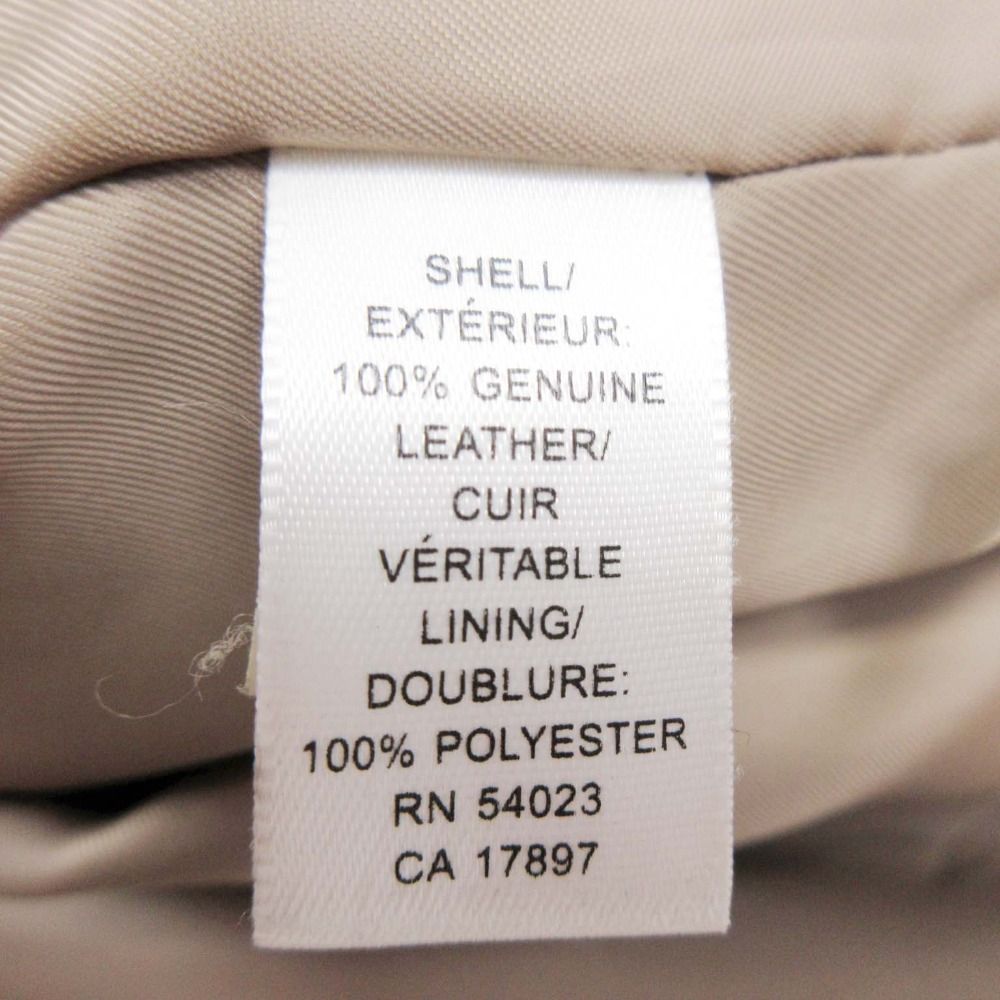 SHELL/
EXTÉRIEUR:
100% GENUINE
LEATHER/
CUIR
VÉRITABLE
LINING/
DOUBLURE:
100% POLYESTER
RN 54023
CA 17897